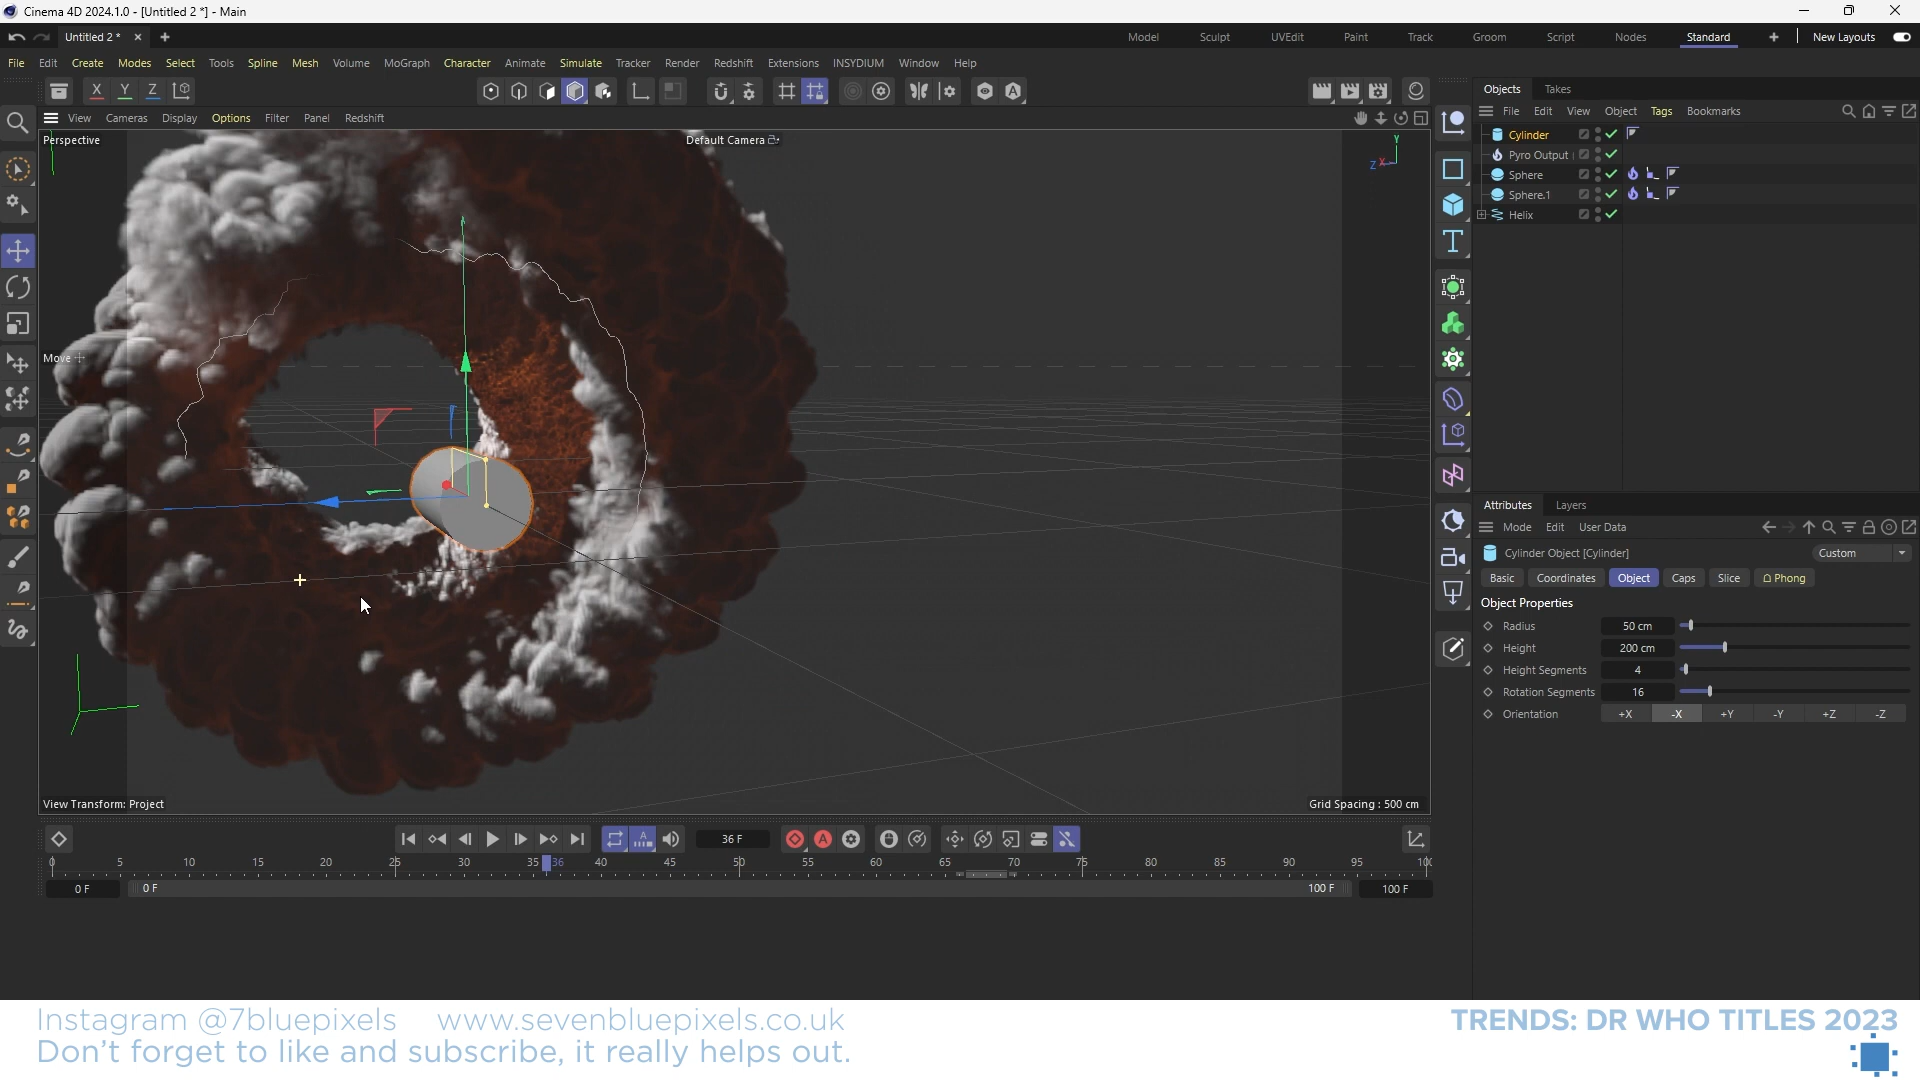 Cinema 4D 2024.1.0 - [Untitled 2 *] - Main
Untitled 2 *
Model Sculpt UVEdit Paint Track Groom Script Nodes Standard New Layouts
File Edit Create Modes Select Tools Spline Mesh Volume MoGraph Character Animate Simulate Tracker Render Redshift Extensions INSYDIUM Window Help
X Y Z
Objects Takes
View Cameras Display Options Filter Panel Redshift
File Edit View Object Tags Bookmarks
Perspective
Default Camera
Y
X
Z
Cylinder
Pyro Output
Sphere
Sphere.1
Helix
Move
Attributes Layers
Mode Edit User Data
Cylinder Object [Cylinder]
Custom
Basic Coordinates Object Caps Slice Phong
Object Properties
Radius 50 cm
Height 200 cm
Height Segments 4
Rotation Segments 16
Orientation +X -X +Y -Y +Z -Z
View Transform: Project
Grid Spacing : 500 cm
36 F
0 5 10 15 20 25 30 35 36 40 45 50 55 60 65 70 75 80 85 90 95 100
0 F 0 F 100 F 100 F
Instagram @7bluepixels www.sevenbluepixels.co.uk
Don't forget to like and subscribe, it really helps out.
TRENDS: DR WHO TITLES 2023